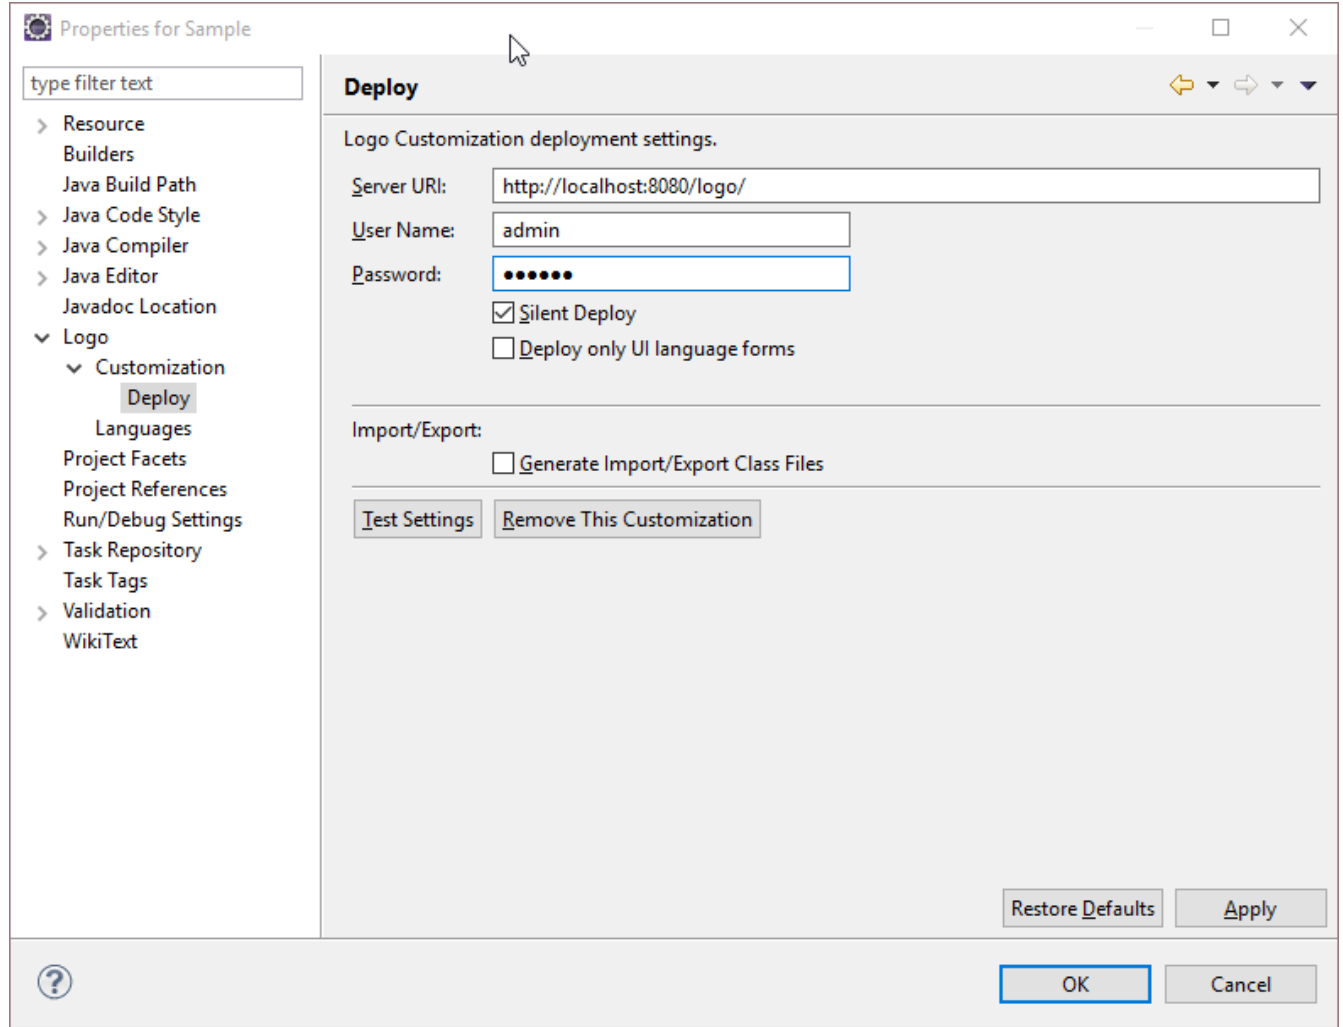 Properties for Sample
type filter text
Resource
Builders
Java Build Path
Java Code Style
Java Compiler
Java Editor
Javadoc Location
Logo
Customization
Deploy
Languages
Project Facets
Project References
Run/Debug Settings
Task Repository
Task Tags
Validation
WikiText
Deploy
Logo Customization deployment settings.
Server URI: http://localhost:8080/logo/
User Name: admin
Password: ●●●●●●
Silent Deploy
Deploy only UI language forms
Import/Export:
Generate Import/Export Class Files
Test Settings Remove This Customization
Restore Defaults Apply
? OK Cancel